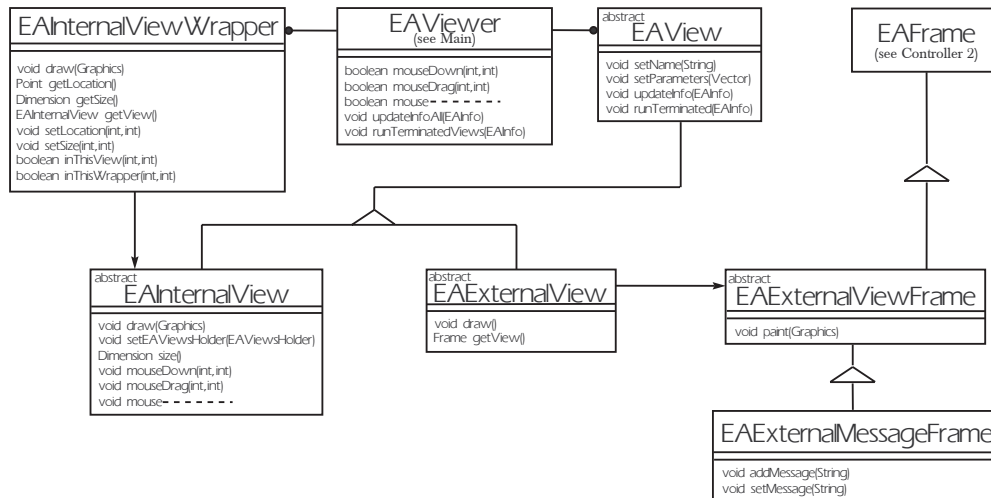 EAInternalViewWrapper
void draw(Graphics)
Point getLocation()
Dimension getSize()
EAInternalView getView()
void setLocation(int,int)
void setSize(int,int)
boolean inThisView(int,int)
boolean inThisWrapper(int,int)
EAViewer
(see Main)
boolean mouseDown(int,int)
boolean mouseDrag(int,int)
boolean mouse- - - - - - - -
void updateInfoAll(EAInfo)
void runTerminatedViews(EAInfo)
abstract
EAView
void setName(String)
void setParameters(Vector)
void updateInfo(EAInfo)
void runTerminated(EAInfo)
EAFrame
(see Controller 2)
abstract
EAInternalView
void draw(Graphics)
void setEAViewsHolder(EAViewsHolder)
Dimension size()
void mouseDown(int,int)
void mouseDrag(int,int)
void mouse- - - - - - - -
abstract
EAExternalView
void draw()
Frame getView()
abstract
EAExternalViewFrame
void paint(Graphics)
EAExternalMessageFrame
void addMessage(String)
void setMessage(String)